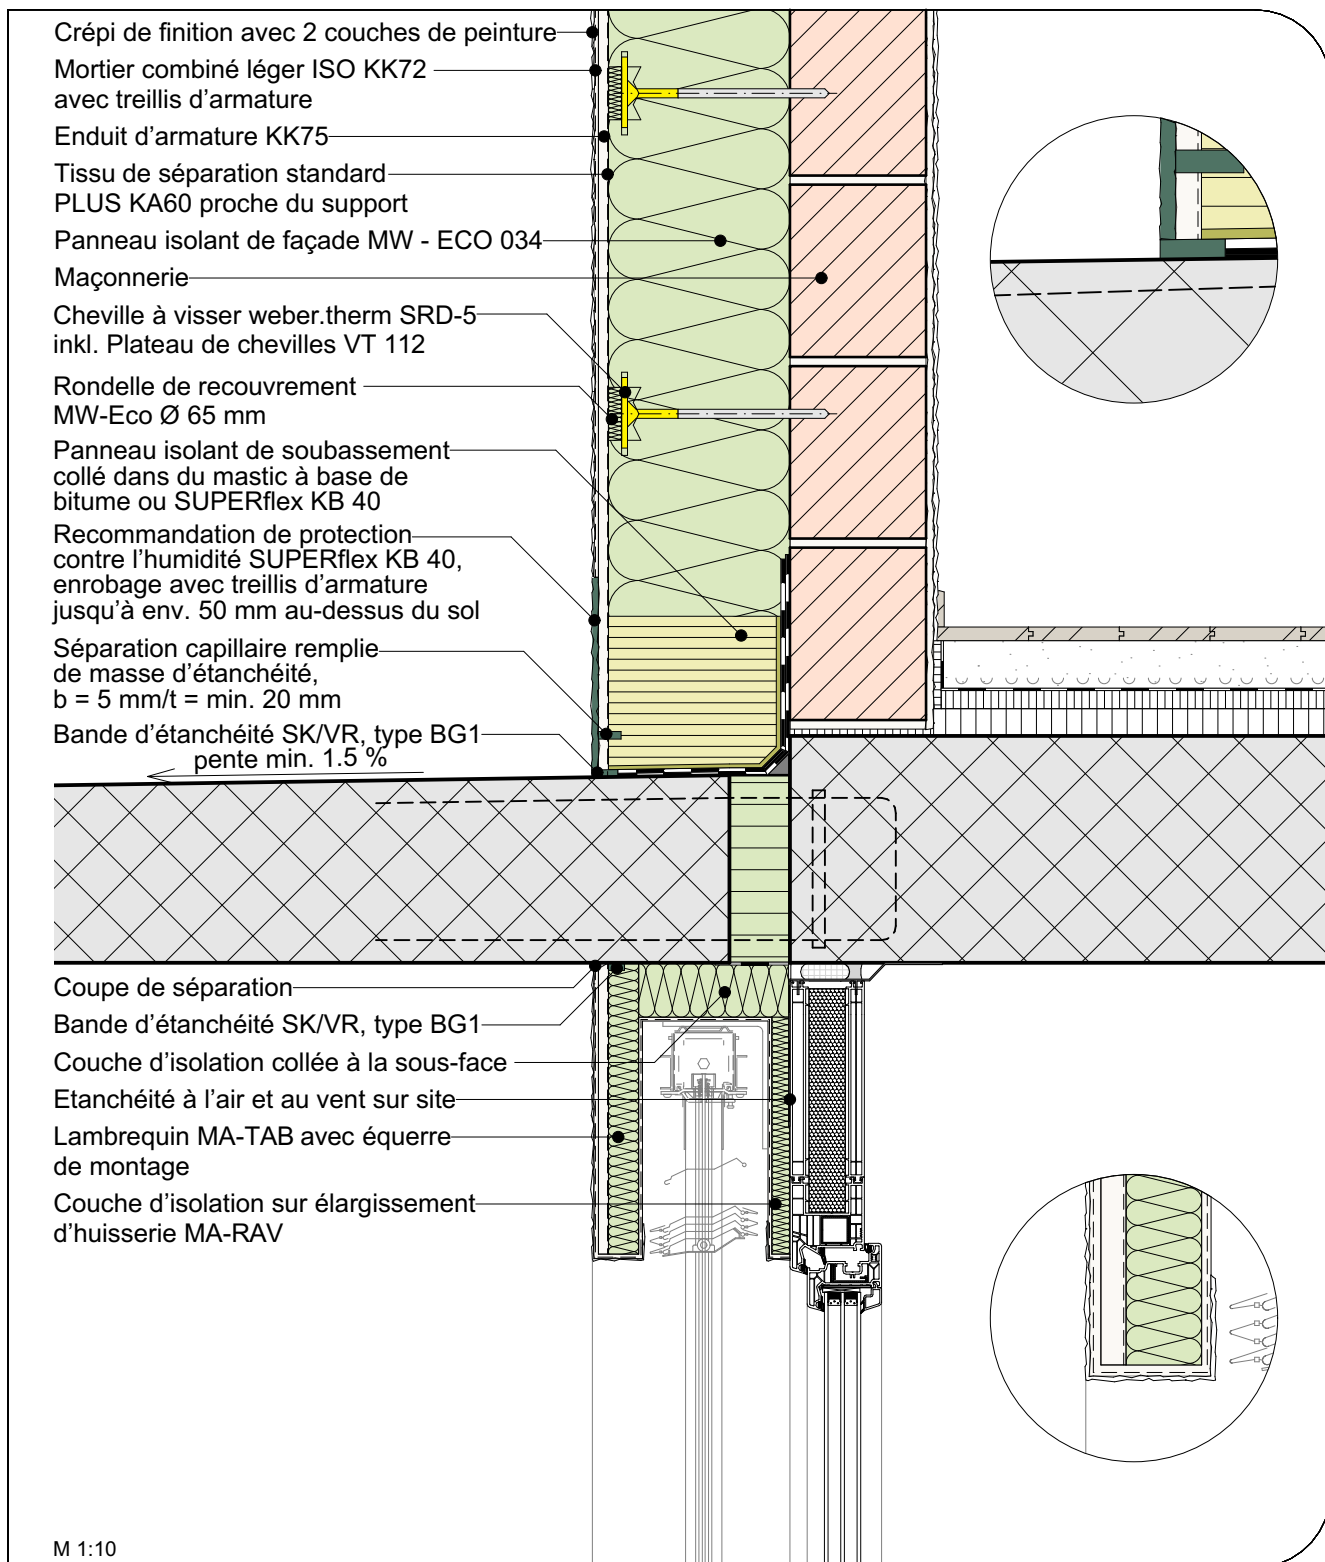 Crépi de finition avec 2 couches de peinture
Mortier combiné léger ISO KK72
avec treillis d'armature
Enduit d'armature KK75
Tissu de séparation standard
PLUS KA60 proche du support
Panneau isolant de façade MW - ECO 034
Maçonnerie
Cheville à visser weber.therm SRD-5
inkl. Plateau de chevilles VT 112
Rondelle de recouvrement
MW-Eco Ø 65 mm
Panneau isolant de soubassement
collé dans du mastic à base de
bitume ou SUPERflex KB 40
Recommandation de protection
contre l'humidité SUPERflex KB 40,
enrobage avec treillis d'armature
jusqu'à env. 50 mm au-dessus du sol
Séparation capillaire remplie
de masse d'étanchéité,
b = 5 mm/t = min. 20 mm
Bande d'étanchéité SK/VR, type BG1
pente min. 1.5 %
Coupe de séparation
Bande d'étanchéité SK/VR, type BG1
Couche d'isolation collée à la sous-face
Etanchéité à l'air et au vent sur site
Lambrequin MA-TAB avec équerre
de montage
Couche d'isolation sur élargissement
d'huisserie MA-RAV
M 1:10